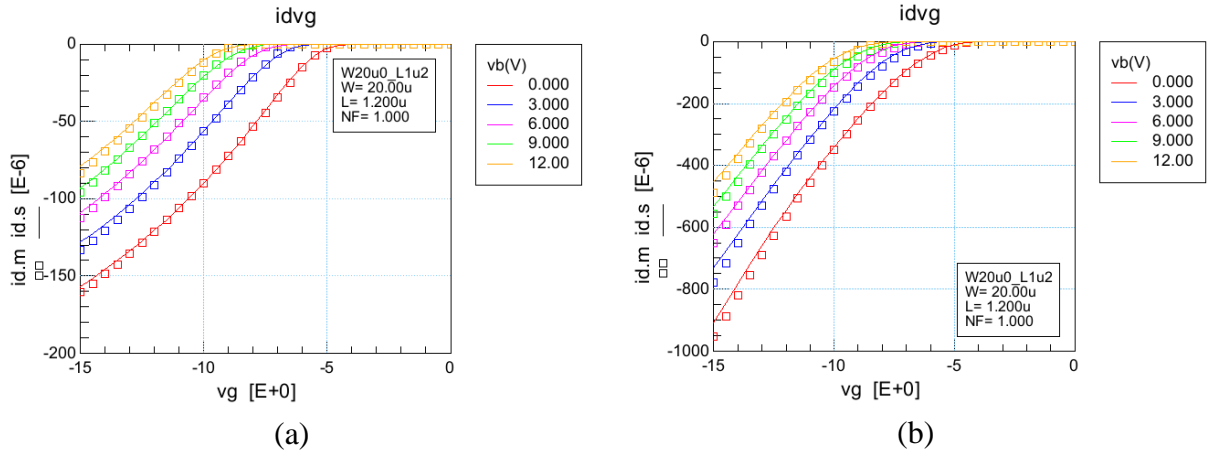 idvg
0
-50
-100
-150
-200
id.m id.s [E-6]
-15
-10
-5
0
vg [E+0]
W20u0_L1u2
W= 20.00u
L= 1.200u
NF= 1.000
vb(V)
0.000
3.000
6.000
9.000
12.00
(a)
idvg
0
-200
-400
-600
-800
-1000
id.m id.s [E-6]
-15
-10
-5
0
vg [E+0]
W20u0_L1u2
W= 20.00u
L= 1.200u
NF= 1.000
vb(V)
0.000
3.000
6.000
9.000
12.00
(b)